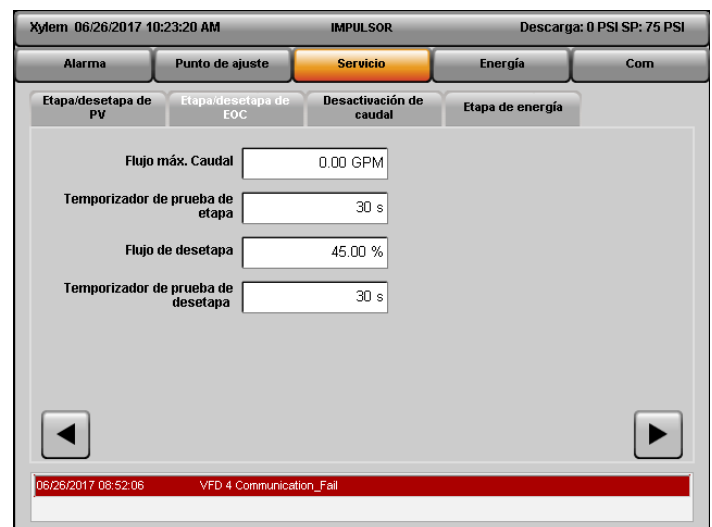 Xylem 06/26/2017 10:23:20 AM IMPULSOR Descarga: 0 PSI SP: 75 PSI
Alarma Punto de ajuste Servicio Energía Com
Etapa/desetapa de PV
Etapa/desetapa de EOC
Desactivación de caudal
Etapa de energía
Flujo máx. Caudal 0.00 GPM
Temporizador de prueba de etapa 30 s
Flujo de desetapa 45.00 %
Temporizador de prueba de desetapa 30 s
06/26/2017 08:52:06 VFD 4 Communication_Fail